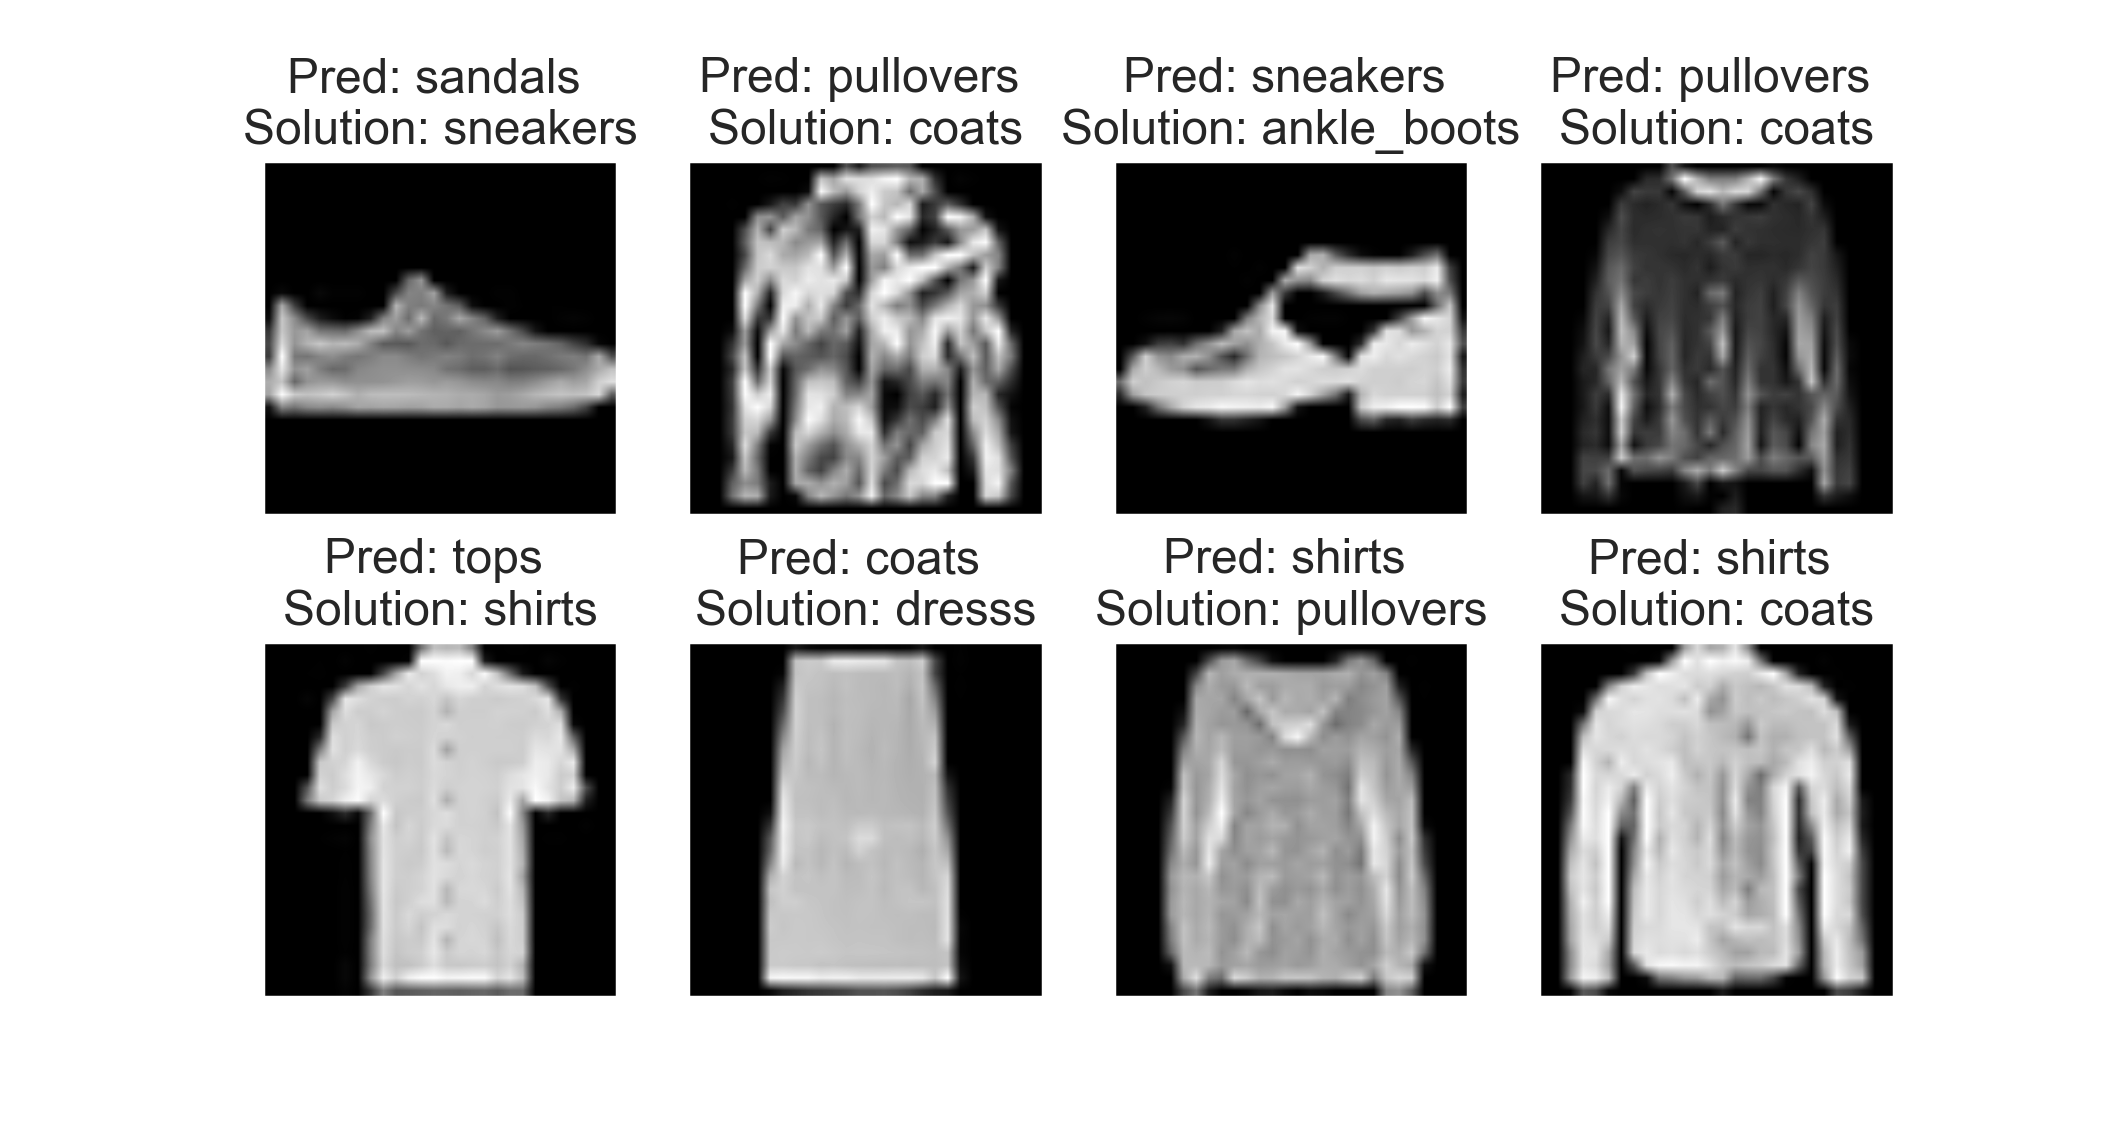 Pred: sandals
Solution: sneakers
Pred: pullovers
Solution: coats
Pred: sneakers
Solution: ankle_boots
Pred: pullovers
Solution: coats
Pred: tops
Solution: shirts
Pred: coats
Solution: dresss
Pred: shirts
Solution: pullovers
Pred: shirts
Solution: coats